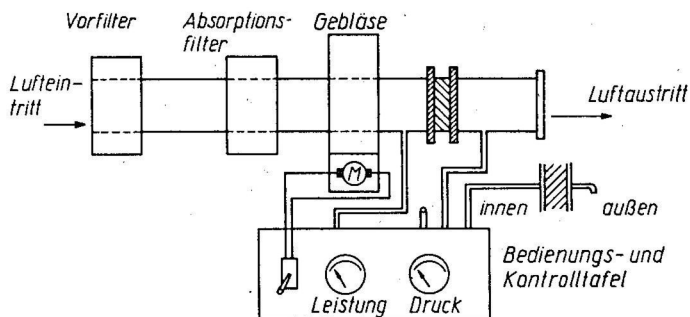 Vorfilter
Absorptions-
filter
Gebläse
Luftein-
tritt
Luftaustritt
M
innen
außen
Bedienungs- und
Kontrolltafel
Leistung
Druck